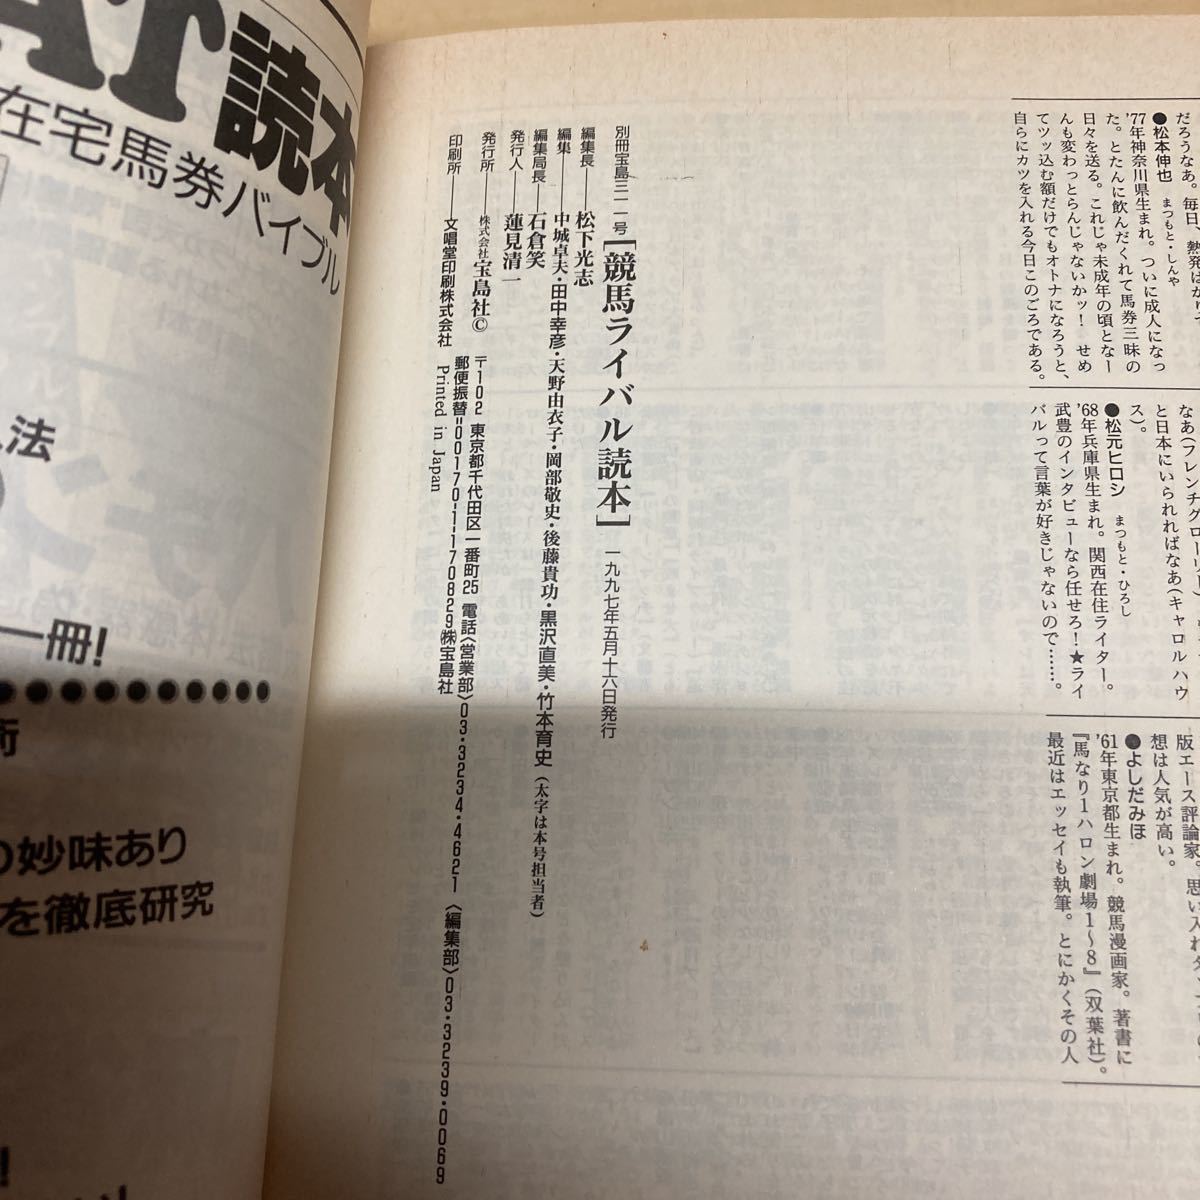 だろうなあ。毎日、熱発ばかりで
●松本伸也　まつもと・しんや
'77年神奈川県生まれ。ついに成人になっ
た。とたんに飲んだくれて馬券三昧の
日々を送る。これじゃ未成年の頃となー
んも変わっとらんじゃないかッ！　せめ
てツッ込む額だけでもオトナになろうと、
自らにカツを入れる今日このごろである。
なあ(フレンチグローリー)
と日本にいられればなあ(キャロルハウ
ス)。
●松元ヒロシ　まつもと・ひろし
'68年兵庫県生まれ。関西在住ライター。
武豊のインタビューなら任せろ！★ライ
バルって言葉が好きじゃないので……。
版エース評論家。思い入れ
想は人気が高い。
●よしだみほ
'61年東京都生まれ。競馬漫画家。著書に
『馬なり1ハロン劇場1〜8』(双葉社)。
最近はエッセイも執筆。とにかくその人
別冊宝島三一一号[競馬ライバル読本]一九九七年五月十六日発行
編集長——松下光志
編集——中城卓夫・田中幸彦・天野由衣子・岡部敬史・後藤貴功・黒沢直美・竹本育史(太字は本号担当者)
編集局長——石倉笑
発行人——蓮見清一
発行所——株式会社宝島社©
〒102 東京都千代田区一番町25 電話〈営業部〉03・3234・4621〈編集部〉03・3239・0069
郵便振替=00170-1-170829㈱宝島社
印刷所——文唱堂印刷株式会社
Printed in Japan
AT読本
在宅馬券バイブル
法
一冊!
術
の妙味あり
を徹底研究
!